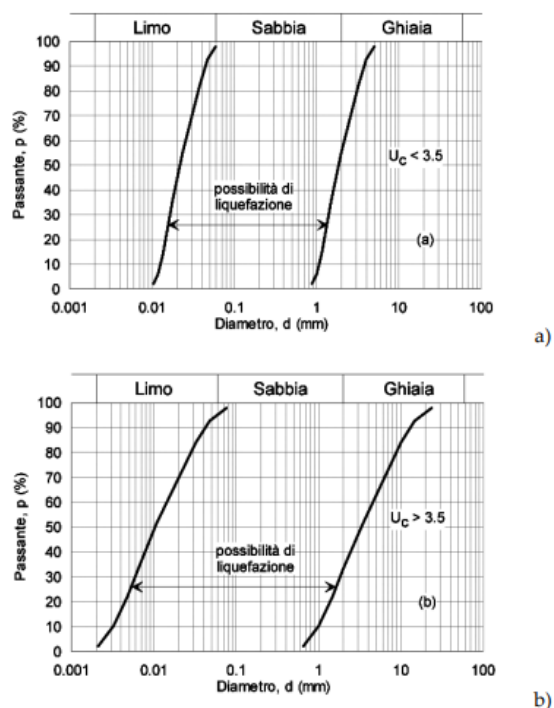 Limo Sabbia Ghiaia
100
90
80
70
60
50
40
30
20
10
0
Passante, p (%)
U_C < 3.5
possibilità di
liquefazione
(a)
0.001 0.01 0.1 1 10 100
Diametro, d (mm)
a)
Limo Sabbia Ghiaia
100
90
80
70
60
50
40
30
20
10
0
Passante, p (%)
U_C > 3.5
possibilità di
liquefazione
(b)
0.001 0.01 0.1 1 10 100
Diametro, d (mm)
b)